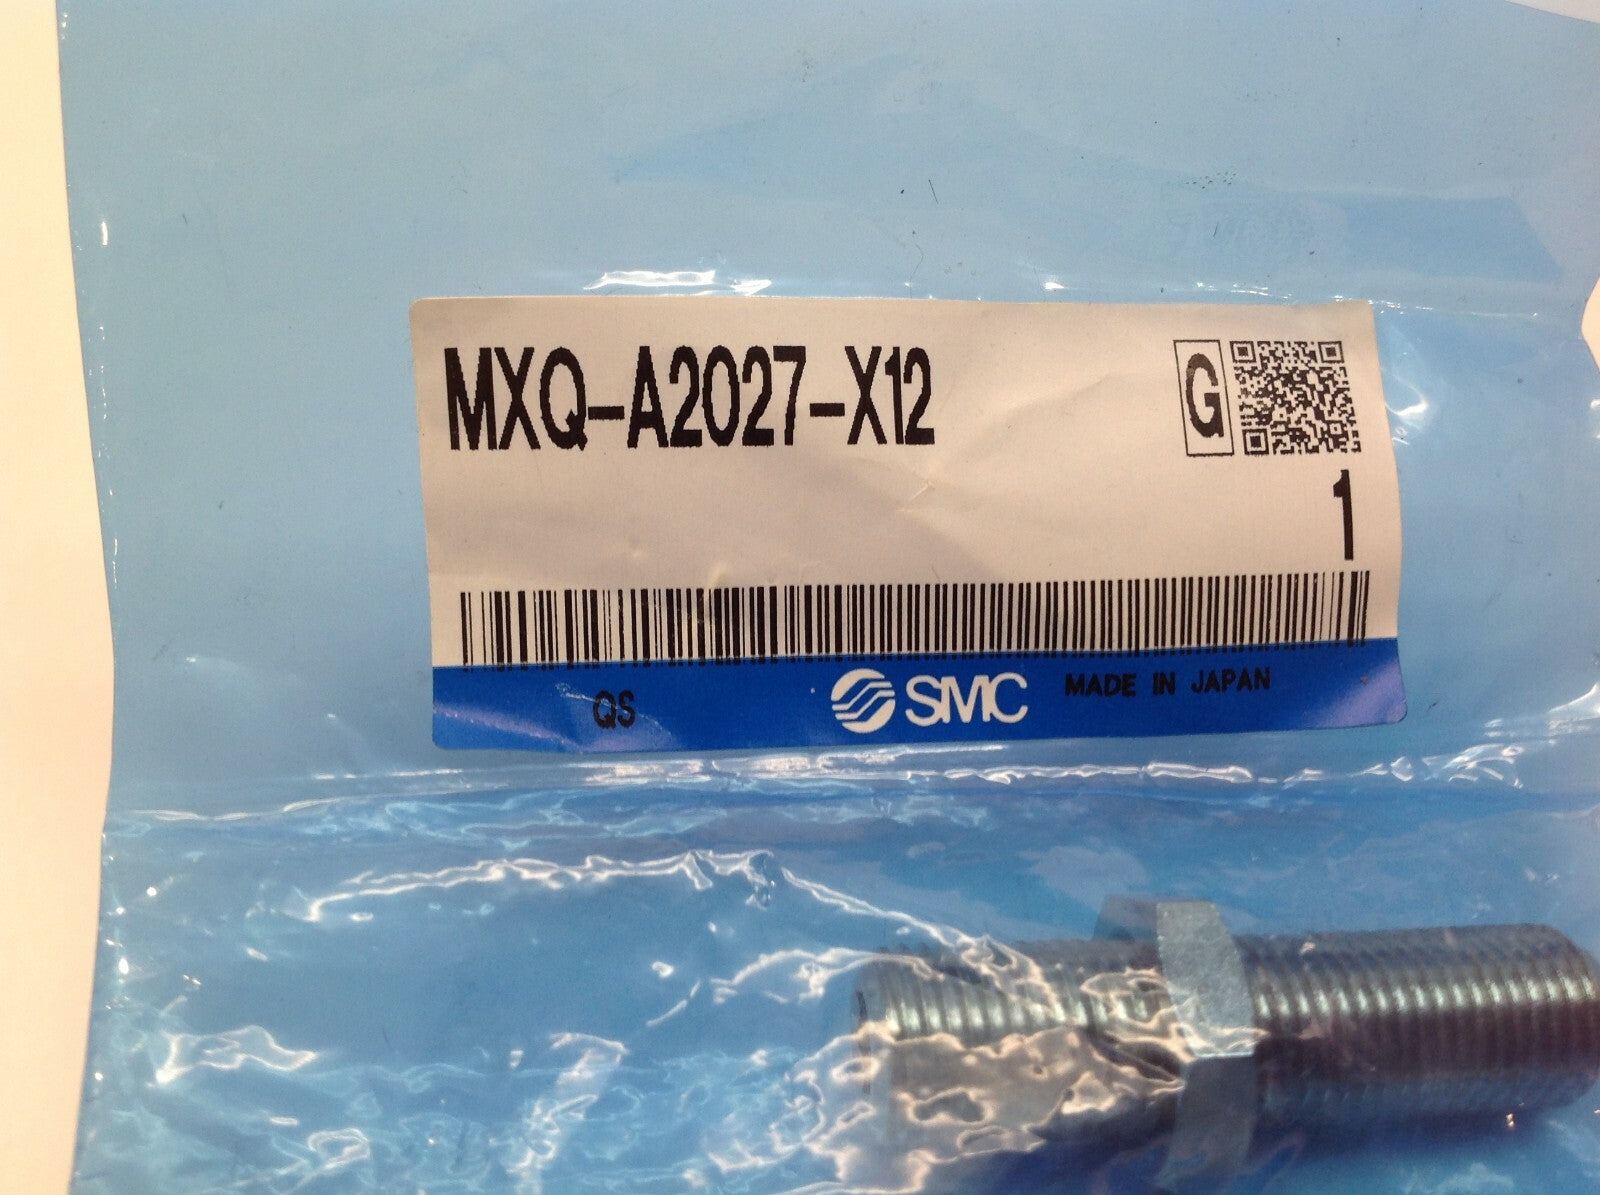 MXQ-A2027-X12
G
1
QS
SMC
MADE IN JAPAN